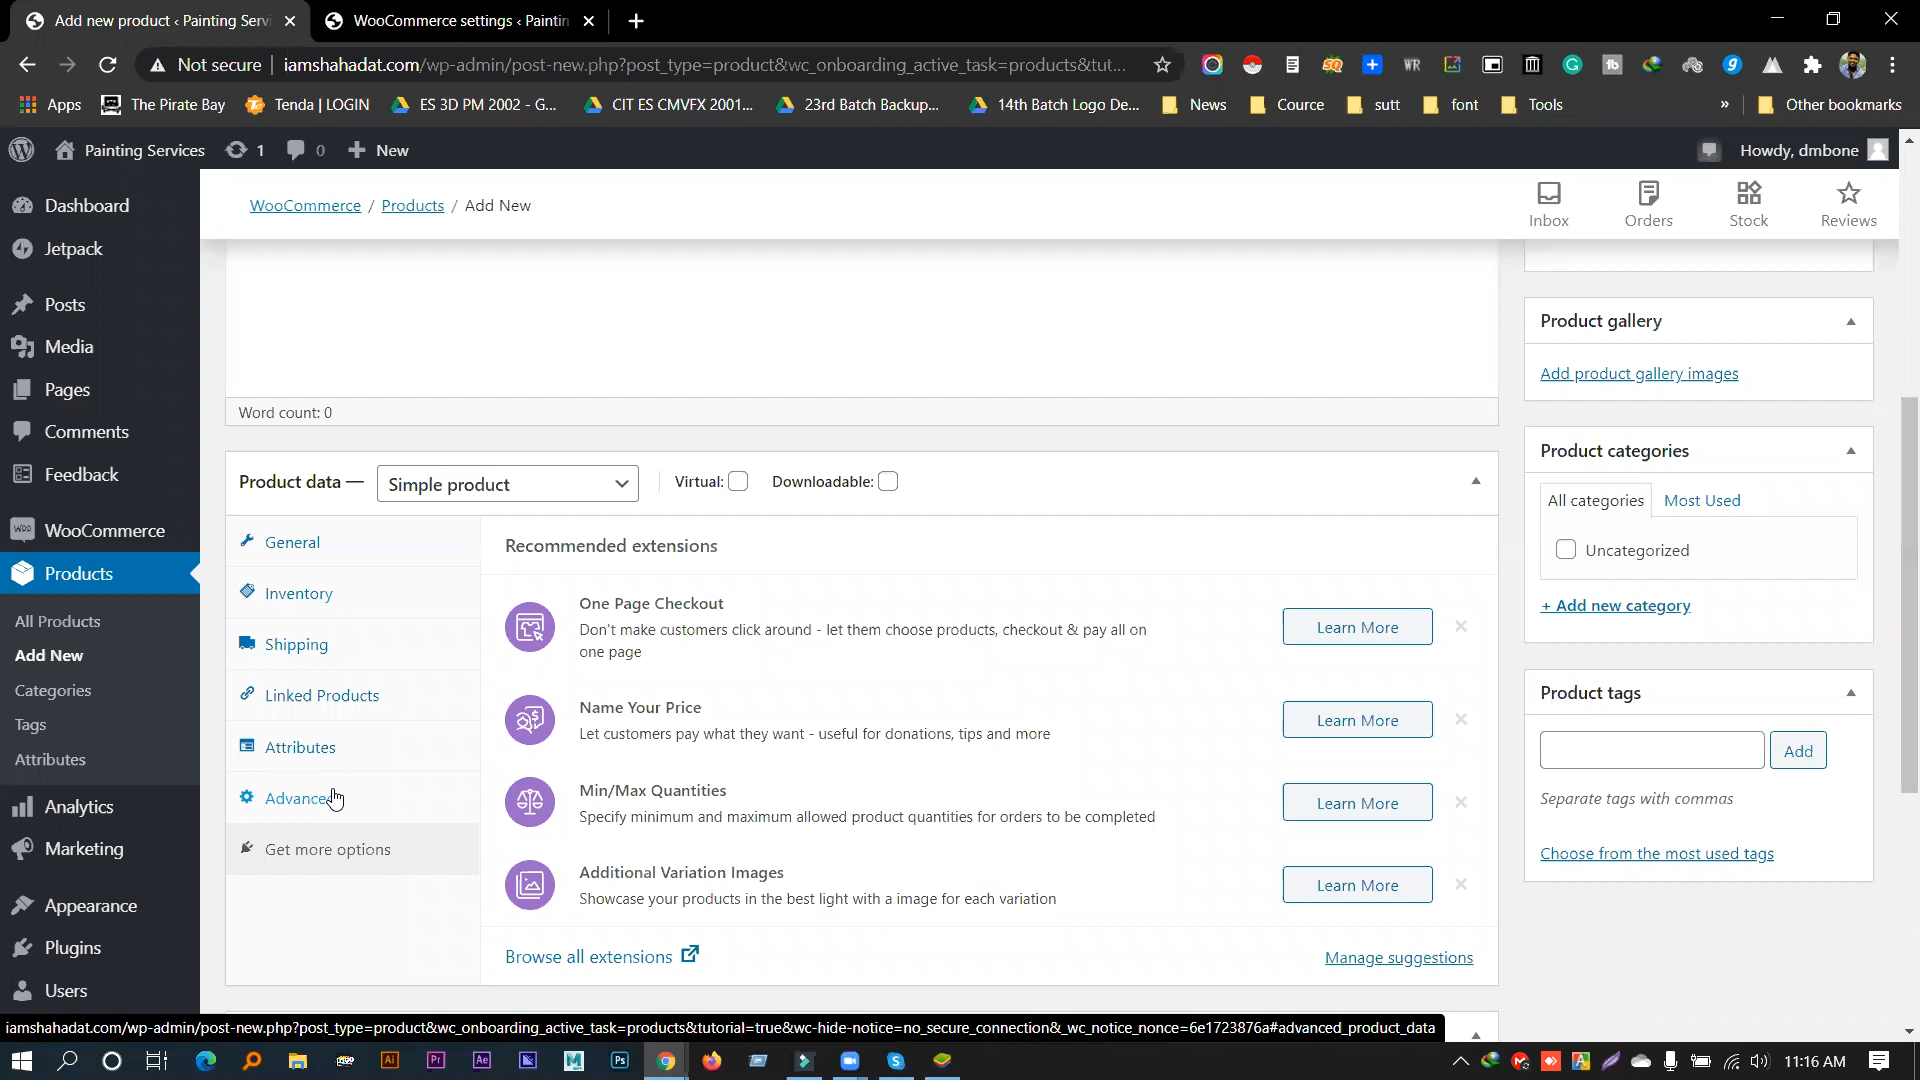 Add new product ‹ Painting Servi
WooCommerce settings ‹ Paintin
Not secure
iamshahadat.com/wp-admin/post-new.php?post_type=product&wc_onboarding_active_task=products&tut...
Apps
The Pirate Bay
Tenda | LOGIN
ES 3D PM 2002 - G...
CIT ES CMVFX 2001...
23rd Batch Backup...
14th Batch Logo De...
News
Cource
sutt
font
Tools
»
Other bookmarks
Painting Services
1
0
New
Howdy, dmbone
Dashboard
Jetpack
Posts
Media
Pages
Comments
Feedback
WooCommerce
Products
All Products
Add New
Categories
Tags
Attributes
Analytics
Marketing
Appearance
Plugins
Users
WooCommerce / Products / Add New
Inbox
Orders
Stock
Reviews
Word count: 0
Product data —
Simple product
Virtual:
Downloadable:
General
Inventory
Shipping
Linked Products
Attributes
Advanced
Get more options
Recommended extensions
One Page Checkout
Don't make customers click around - let them choose products, checkout & pay all on
one page
Learn More
Name Your Price
Let customers pay what they want - useful for donations, tips and more
Learn More
Min/Max Quantities
Specify minimum and maximum allowed product quantities for orders to be completed
Learn More
Additional Variation Images
Showcase your products in the best light with a image for each variation
Learn More
Browse all extensions
Manage suggestions
Product gallery
Add product gallery images
Product categories
All categories
Most Used
Uncategorized
+ Add new category
Product tags
Add
Separate tags with commas
Choose from the most used tags
iamshahadat.com/wp-admin/post-new.php?post_type=product&wc_onboarding_active_task=products&tutorial=true&wc-hide-notice=no_secure_connection&_wc_notice_nonce=6e1723876a#advanced_product_data
11:16 AM